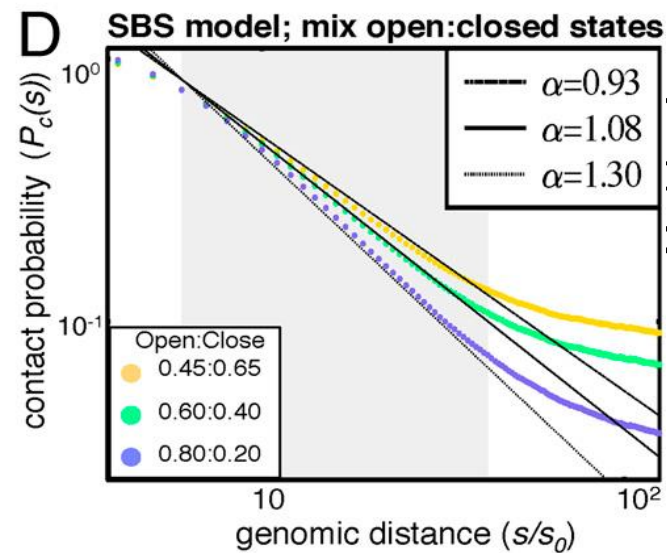 D SBS model; mix open:closed states
10⁰
α=0.93
α=1.08
α=1.30
contact probability (Pc(s))
10⁻¹
Open:Close
0.45:0.65
0.60:0.40
0.80:0.20
10
10²
genomic distance (s/s₀)